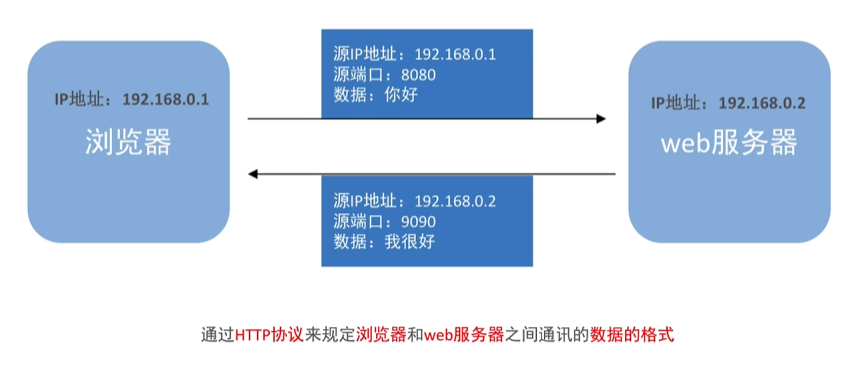 源IP地址：192.168.0.1
源端口：8080
数据：你好
IP地址：192.168.0.1
浏览器
IP地址：192.168.0.2
web服务器
源IP地址：192.168.0.2
源端口：9090
数据：我很好
通过HTTP协议来规定浏览器和web服务器之间通讯的数据的格式